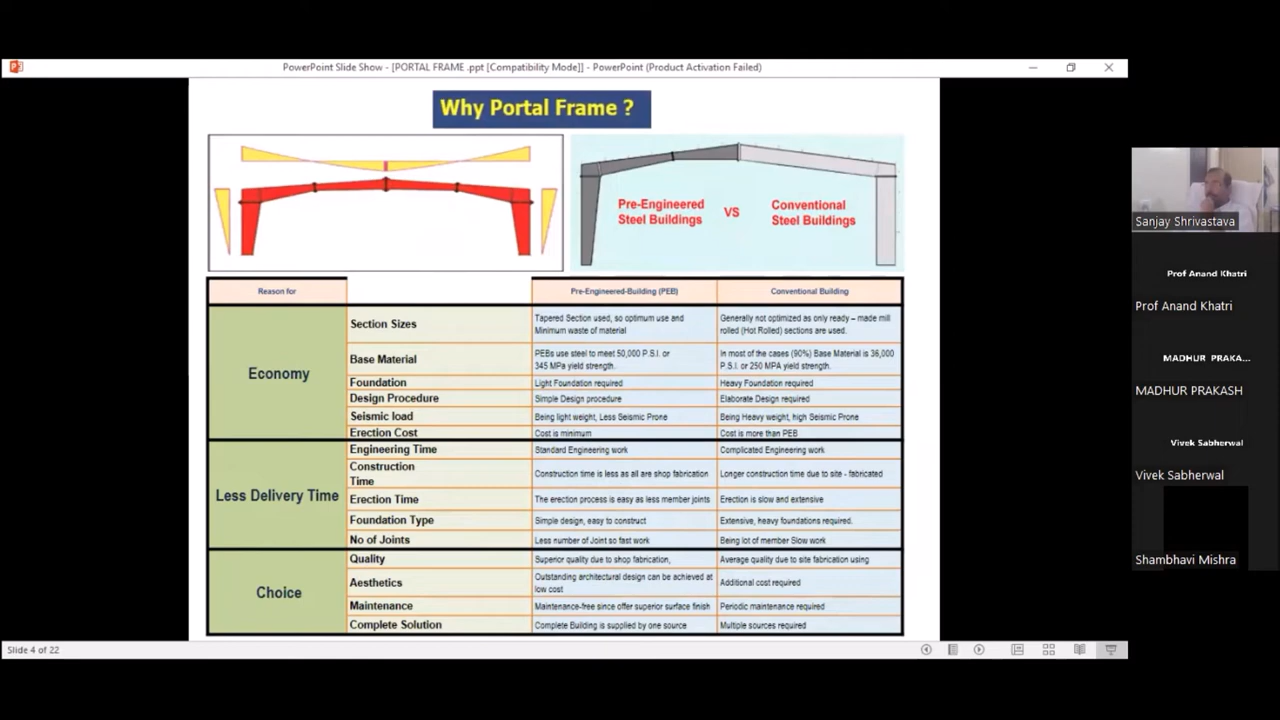 PowerPoint Slide Show - [PORTAL FRAME .ppt [Compatibility Mode]] - PowerPoint (Product Activation Failed)
Why Portal Frame ?
Pre-Engineered
Steel Buildings
VS
Conventional
Steel Buildings
Reason for
Pre-Engineered-Building (PEB)
Conventional Building
Economy
Section Sizes
Tapered Section used, so optimum use and
Minimum waste of material
Generally not optimized as only ready – made mill
rolled (Hot Rolled) sections are used.
Base Material
PEBs use steel to meet 50,000 P.S.I. or
345 MPa yield strength.
In most of the cases (90%) Base Material is 36,000
P.S.I. or 250 MPA yield strength.
Foundation
Light Foundation required
Heavy Foundation required
Design Procedure
Simple Design procedure
Elaborate Design required
Seismic load
Being light weight, Less Seismic Prone
Being Heavy weight, high Seismic Prone
Erection Cost
Cost is minimum
Cost is more than PEB
Less Delivery Time
Engineering Time
Standard Engineering work
Complicated Engineering work
Construction
Time
Construction time is less as all are shop fabrication
Longer construction time due to site - fabricated
Erection Time
The erection process is easy as less member joints
Erection is slow and extensive
Foundation Type
Simple design, easy to construct
Extensive, heavy foundations required.
No of Joints
Less number of Joint so fast work
Being lot of member Slow work
Choice
Quality
Superior quality due to shop fabrication,
Average quality due to site fabrication using
Aesthetics
Outstanding architectural design can be achieved at
low cost
Additional cost required
Maintenance
Maintenance-free since offer superior surface finish
Periodic maintenance required
Complete Solution
Complete Building is supplied by one source
Multiple sources required
Slide 4 of 22
Sanjay Shrivastava
Prof Anand Khatri
Prof Anand Khatri
MADHUR PRAKA...
MADHUR PRAKASH
Vivek Sabherwal
Vivek Sabherwal
Shambhavi Mishra